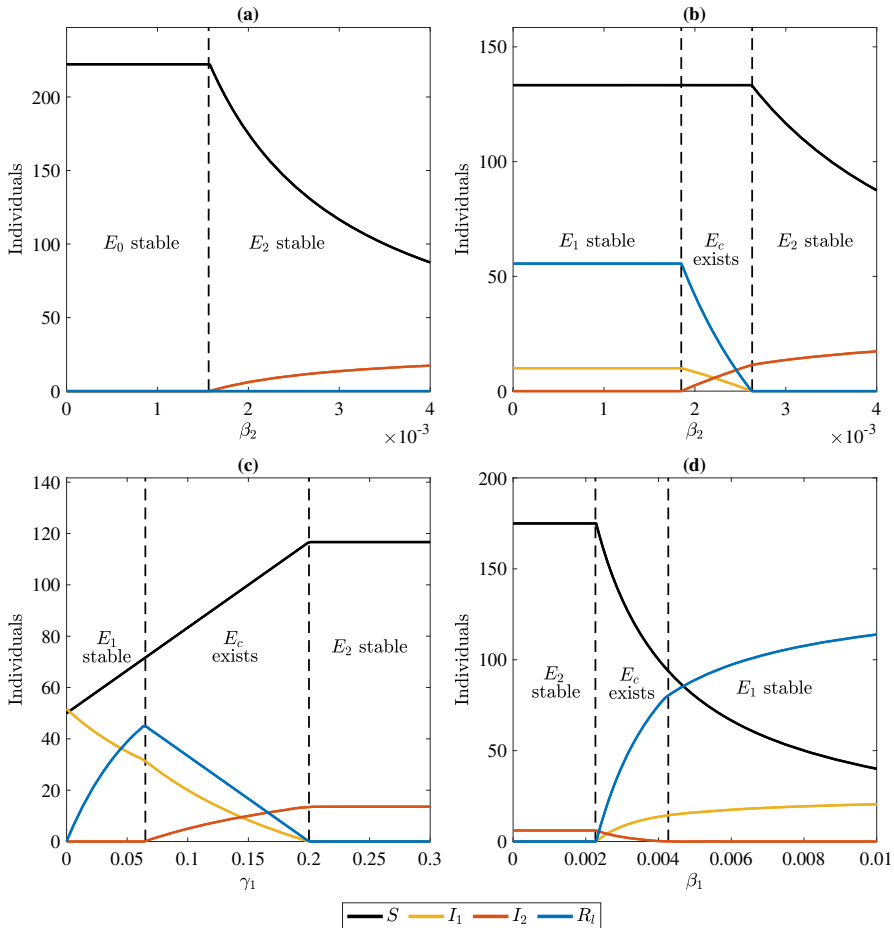 (a)
Individuals
200
150
100
50
0
E₀ stable
E₂ stable
0
1
2
3
4
β₂
×10⁻³
(b)
Individuals
150
100
50
0
E₁ stable
E_c
exists
E₂ stable
0
1
2
3
4
β₂
×10⁻³
(c)
Individuals
140
120
100
80
60
40
20
0
E₁
stable
E_c
exists
E₂ stable
0
0.05
0.1
0.15
0.2
0.25
0.3
γ₁
(d)
Individuals
200
150
100
50
0
E₂
stable
E_c
exists
E₁ stable
0
0.002
0.004
0.006
0.008
0.01
β₁
S I₁ I₂ R_l